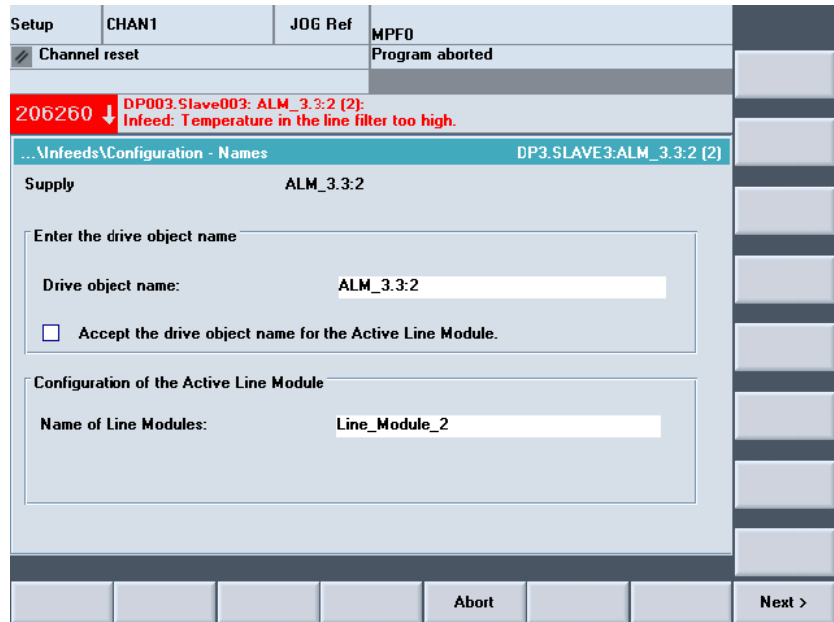 Setup
CHAN1
JOG Ref
MPF0
Channel reset
Program aborted
206260 ↓
DP003.Slave003: ALM_3.3:2 (2):
Infeed: Temperature in the line filter too high.
...\Infeeds\Configuration - Names
DP3.SLAVE3:ALM_3.3:2 (2)
Supply
ALM_3.3:2
Enter the drive object name
Drive object name:
ALM_3.3:2
Accept the drive object name for the Active Line Module.
Configuration of the Active Line Module
Name of Line Modules:
Line_Module_2
Abort
Next >